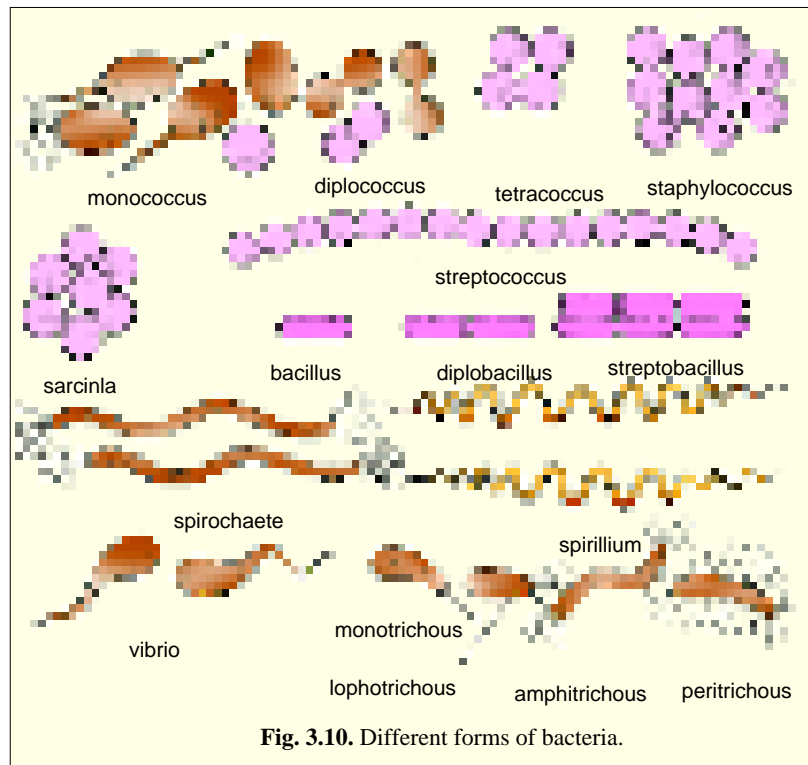 monococcus
diplococcus
tetracoccus
staphylococcus
streptococcus
sarcinla
bacillus
diplobacillus
streptobacillus
spirochaete
spirillium
vibrio
monotrichous
lophotrichous
amphitrichous
peritrichous
Fig. 3.10. Different forms of bacteria.